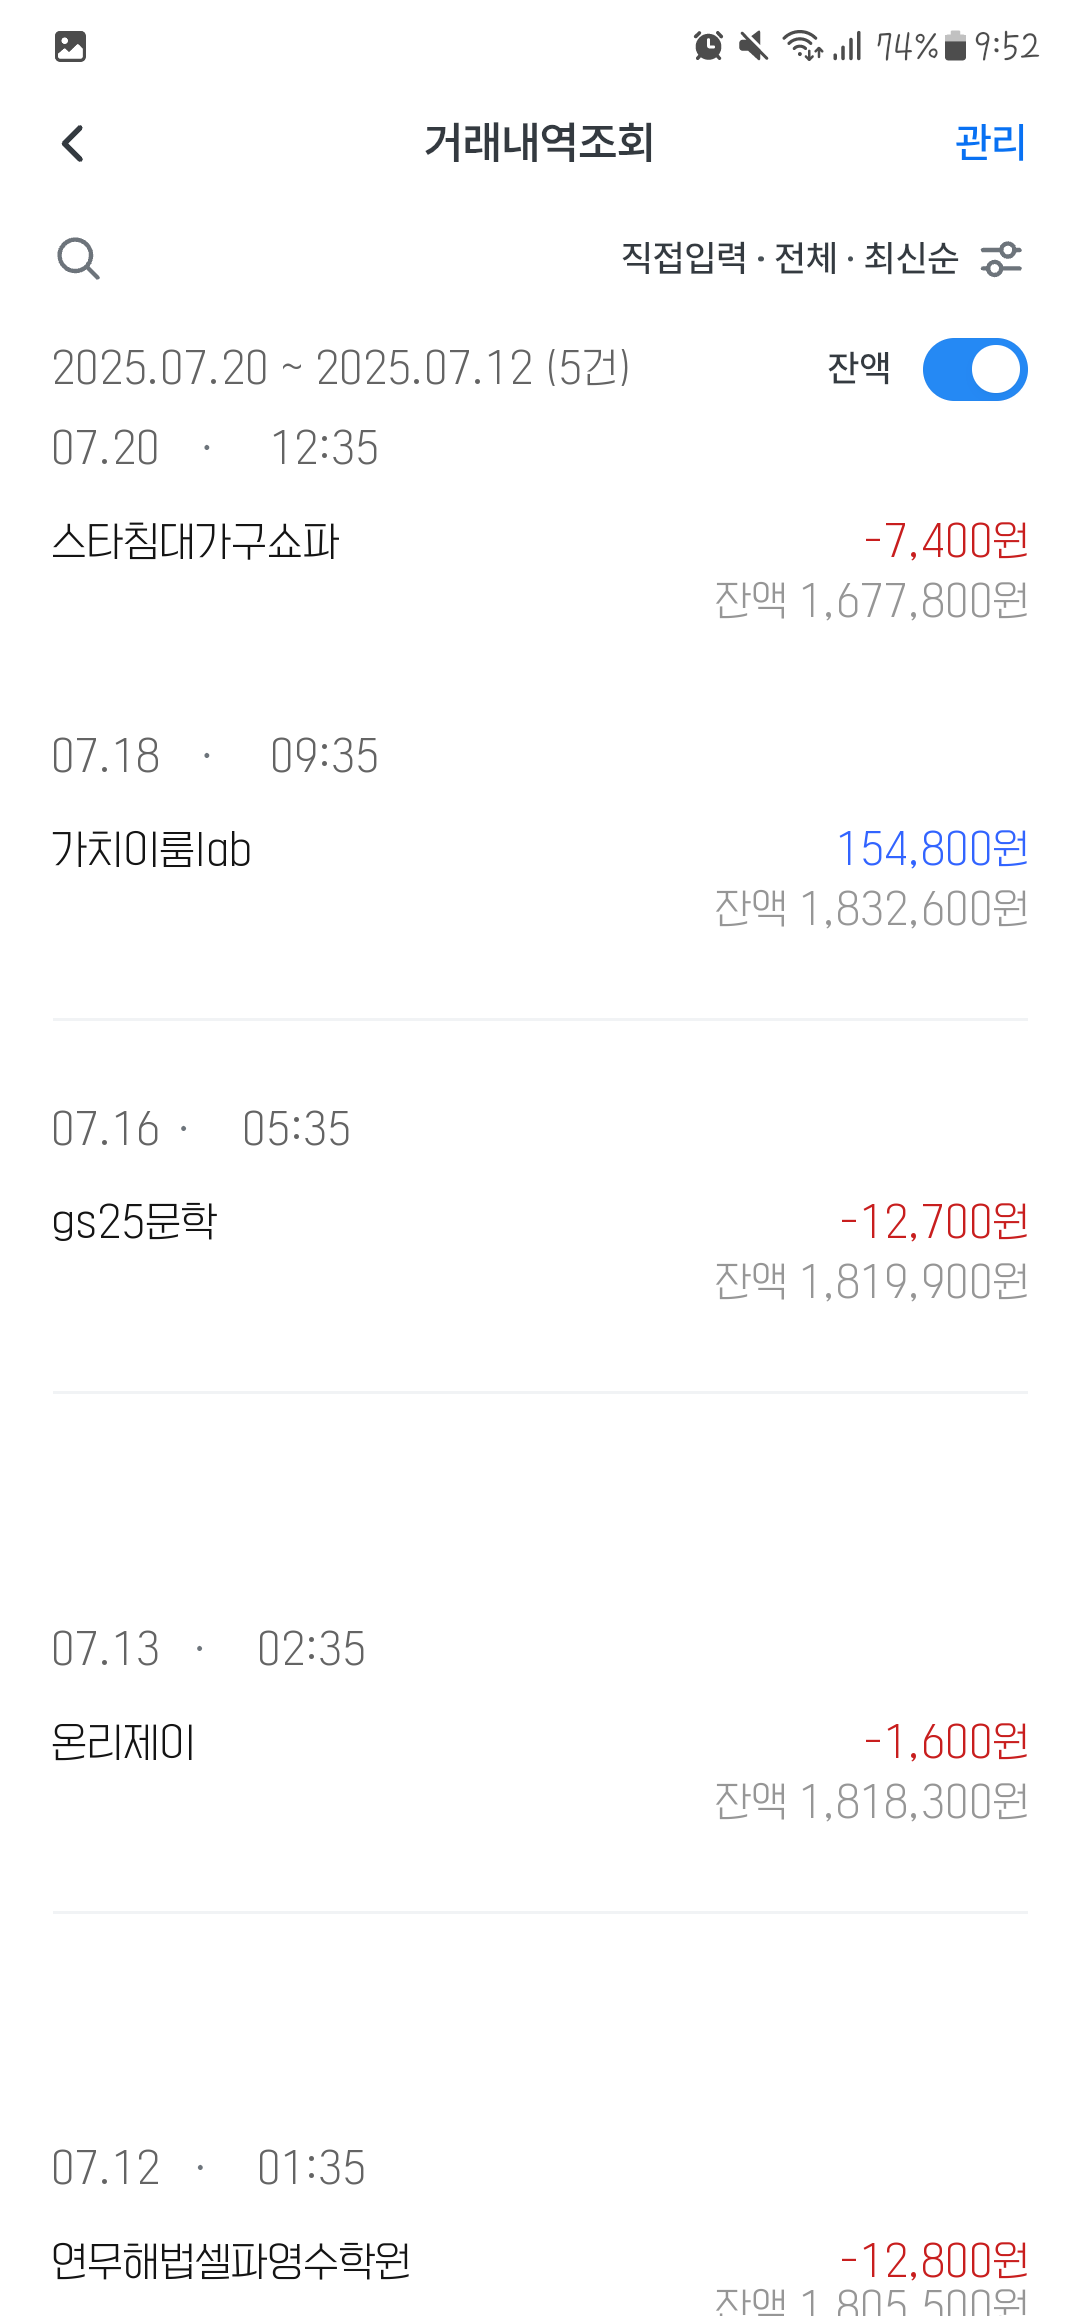 74% 9:52
거래내역조회 관리
직접입력 · 전체 · 최신순
2025.07.20 ~ 2025.07.12 (5건) 잔액
07.20 · 12:35
스타침대가구쇼파 -7,400원
잔액 1,677,800원
07.18 · 09:35
가치이룸lab 154,800원
잔액 1,832,600원
07.16 · 05:35
gs25문학 -12,700원
잔액 1,819,900원
07.13 · 02:35
온리제이 -1,600원
잔액 1,818,300원
07.12 · 01:35
연무해법셀파영수학원 -12,800원
잔액 1,805,500원